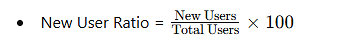 • New User Ratio = New Users / Total Users × 100